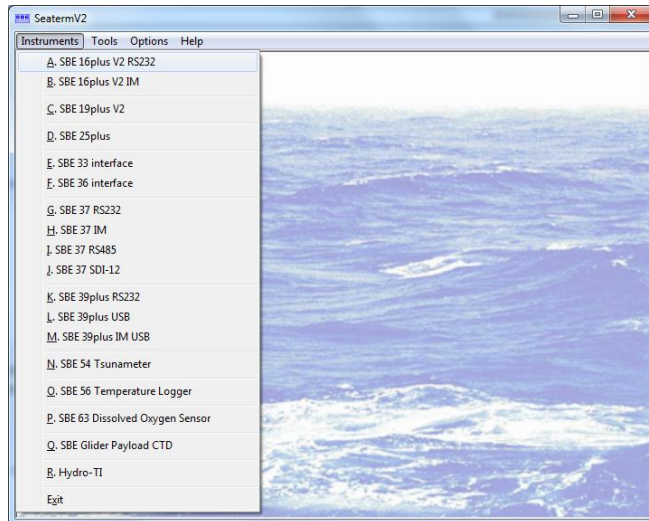 SeatermV2
Instruments Tools Options Help
A. SBE 16plus V2 RS232
B. SBE 16plus V2 IM
C. SBE 19plus V2
D. SBE 25plus
E. SBE 33 interface
F. SBE 36 interface
G. SBE 37 RS232
H. SBE 37 IM
I. SBE 37 RS485
J. SBE 37 SDI-12
K. SBE 39plus RS232
L. SBE 39plus USB
M. SBE 39plus IM USB
N. SBE 54 Tsunameter
O. SBE 56 Temperature Logger
P. SBE 63 Dissolved Oxygen Sensor
Q. SBE Glider Payload CTD
R. Hydro-TI
Exit